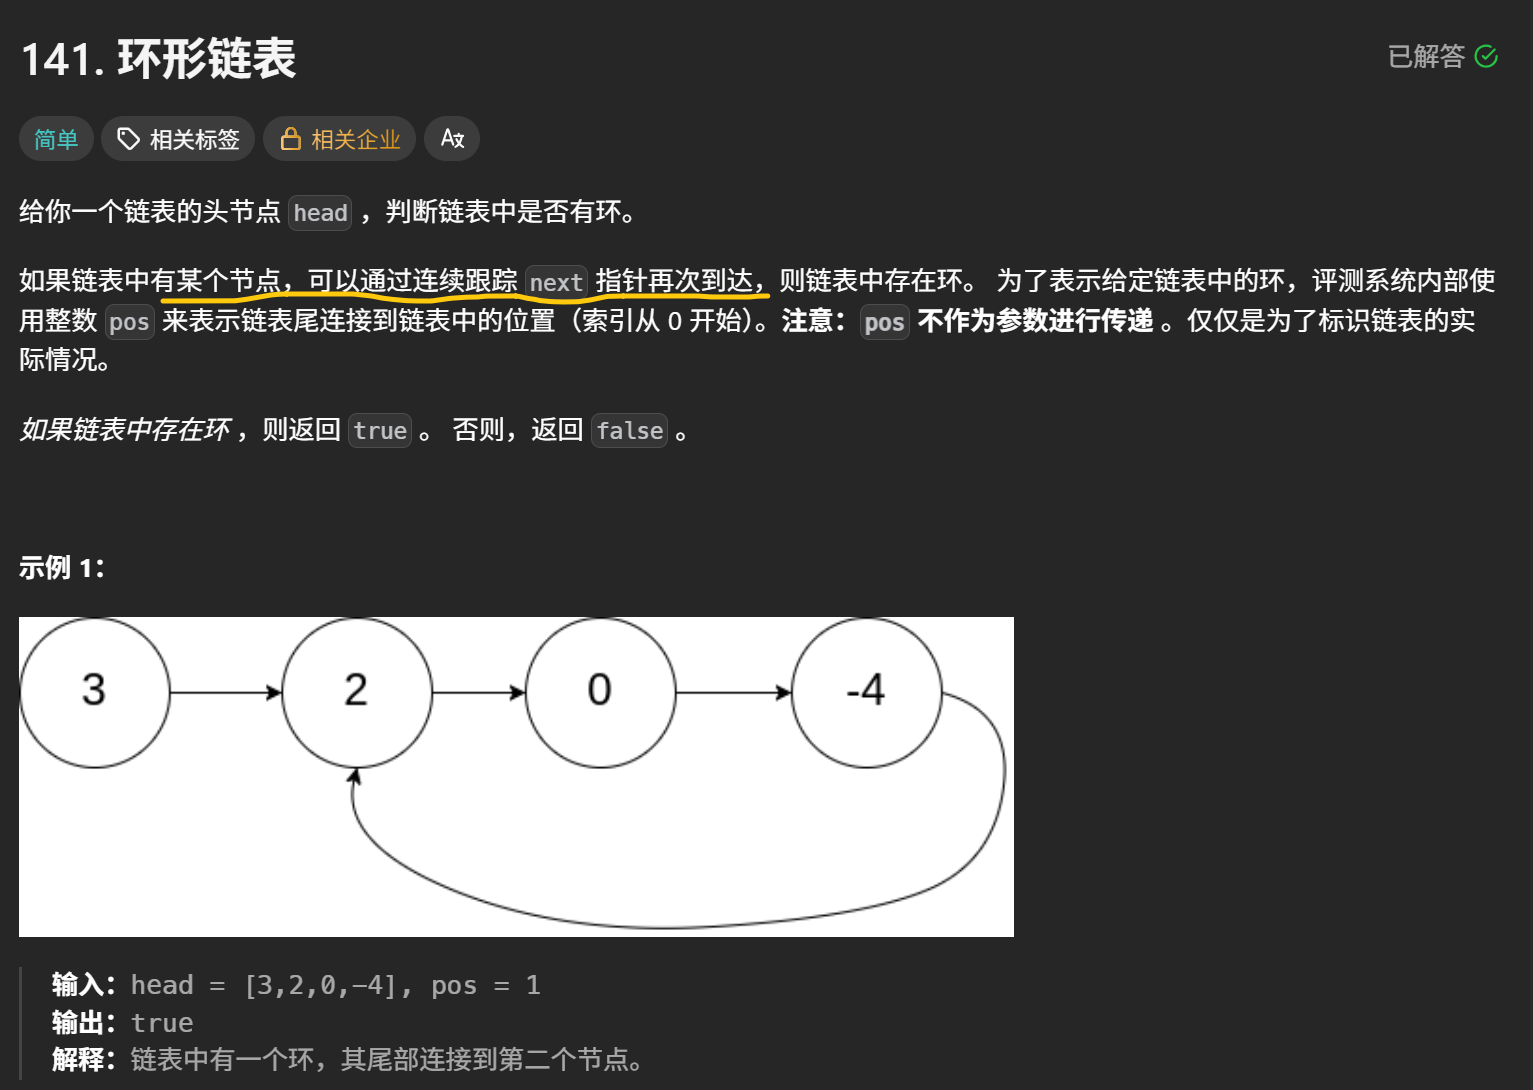 141. 环形链表
已解答
简单
相关标签
相关企业
给你一个链表的头节点 head ，判断链表中是否有环。
如果链表中有某个节点，可以通过连续跟踪 next 指针再次到达，则链表中存在环。 为了表示给定链表中的环，评测系统内部使
用整数 pos 来表示链表尾连接到链表中的位置（索引从 0 开始）。注意：pos 不作为参数进行传递 。仅仅是为了标识链表的实
际情况。
如果链表中存在环 ，则返回 true 。 否则，返回 false 。
示例 1：
3 2 0 -4
输入：head = [3,2,0,-4], pos = 1
输出：true
解释：链表中有一个环，其尾部连接到第二个节点。